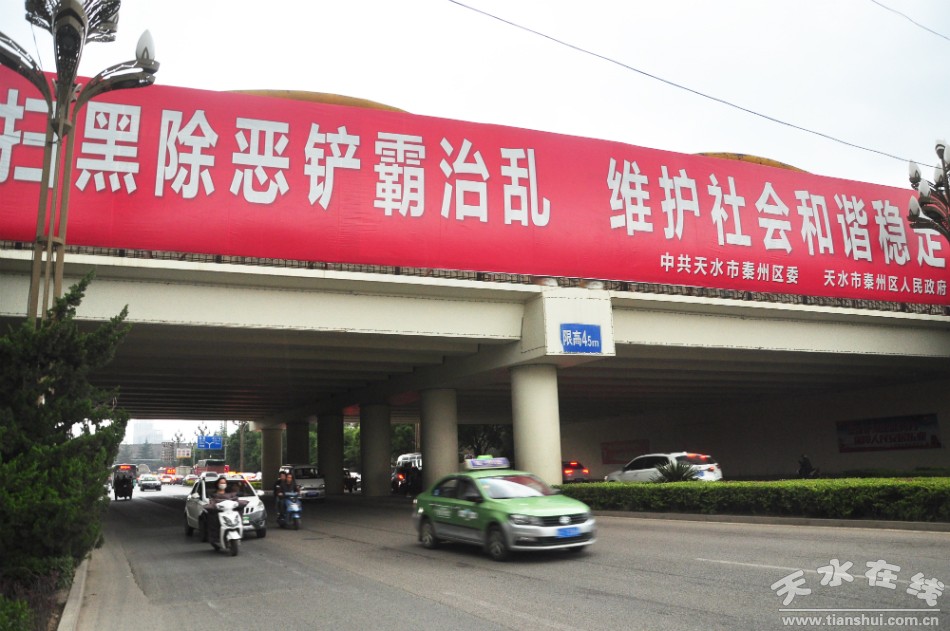 扫黑除恶铲霸治乱 维护社会和谐稳定
中共天水市秦州区委 天水市秦州区人民政府
限高4.5m
天水在线
www.tianshui.com.cn